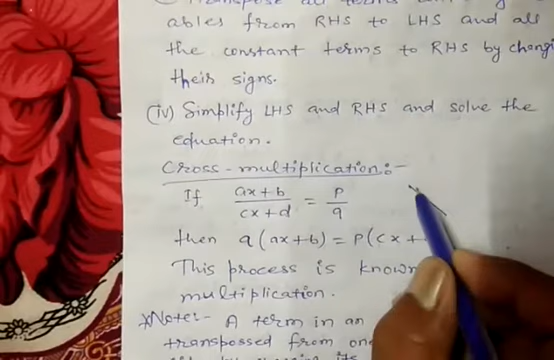 ables from RHS to LHS and all
the constant terms to RHS by changi
their signs.
(iv) Simplify LHS and RHS and solve the
equation.
Cross-multiplication:-
If (ax+b)/(cx+d) = p/q
then q(ax+b) = p(cx+
This process is known
multiplication.
*Note:- A term in an
transpossed from one